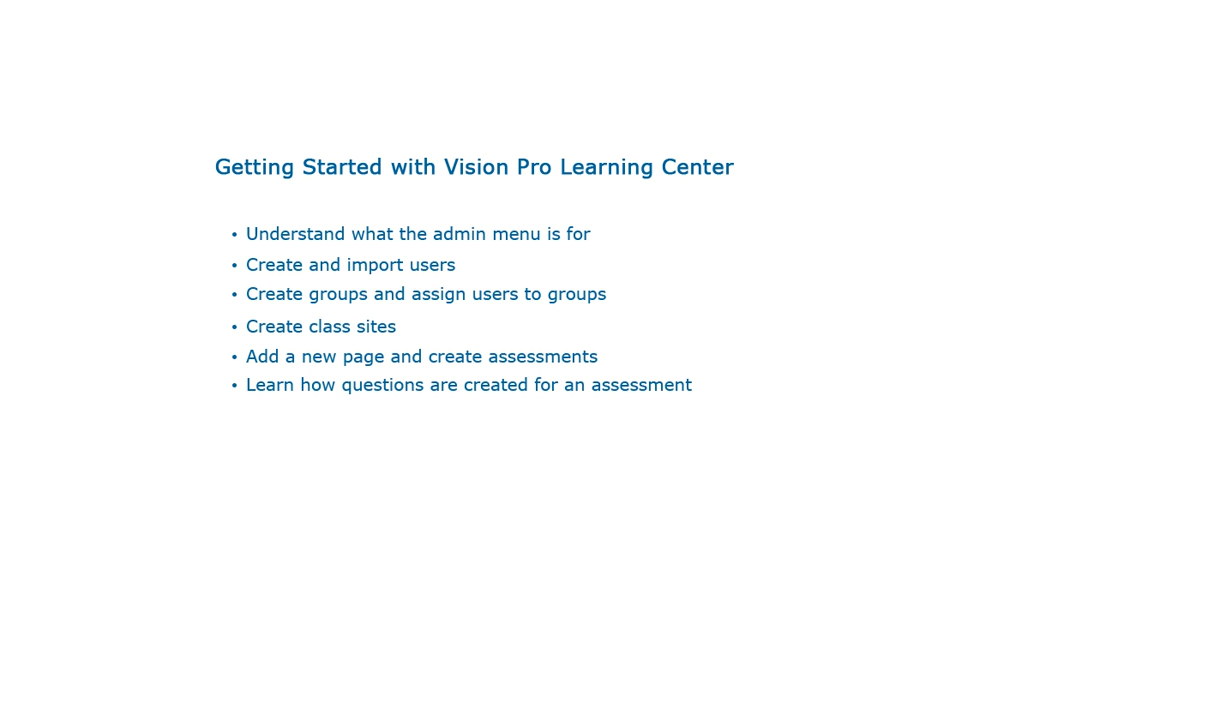 Getting Started with Vision Pro Learning Center
• Understand what the admin menu is for
• Create and import users
• Create groups and assign users to groups
• Create class sites
• Add a new page and create assessments
• Learn how questions are created for an assessment